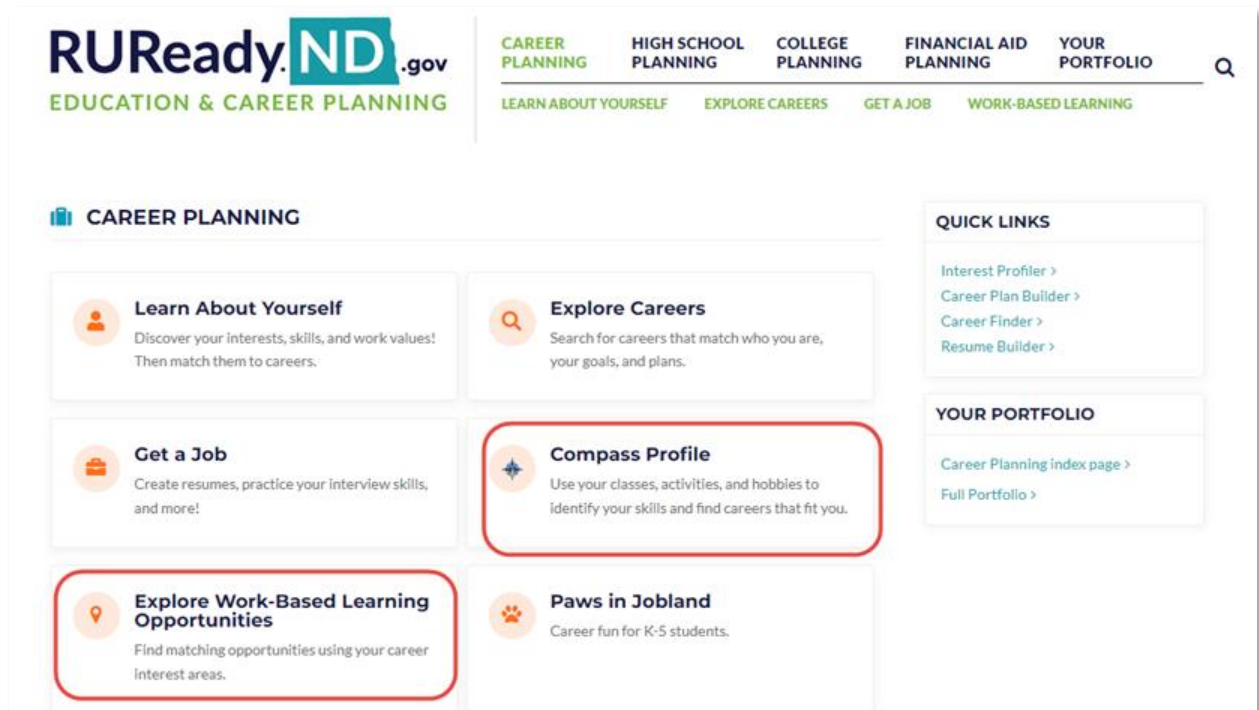 RUReady.ND.gov
EDUCATION & CAREER PLANNING
CAREER PLANNING
HIGH SCHOOL PLANNING
COLLEGE PLANNING
FINANCIAL AID PLANNING
YOUR PORTFOLIO
LEARN ABOUT YOURSELF EXPLORE CAREERS GET A JOB WORK-BASED LEARNING
CAREER PLANNING
Learn About Yourself
Discover your interests, skills, and work values!
Then match them to careers.
Explore Careers
Search for careers that match who you are,
your goals, and plans.
Get a Job
Create resumes, practice your interview skills,
and more!
Compass Profile
Use your classes, activities, and hobbies to
identify your skills and find careers that fit you.
Explore Work-Based Learning
Opportunities
Find matching opportunities using your career
interest areas.
Paws in Jobland
Career fun for K-5 students.
QUICK LINKS
Interest Profiler >
Career Plan Builder >
Career Finder >
Resume Builder >
YOUR PORTFOLIO
Career Planning index page >
Full Portfolio >